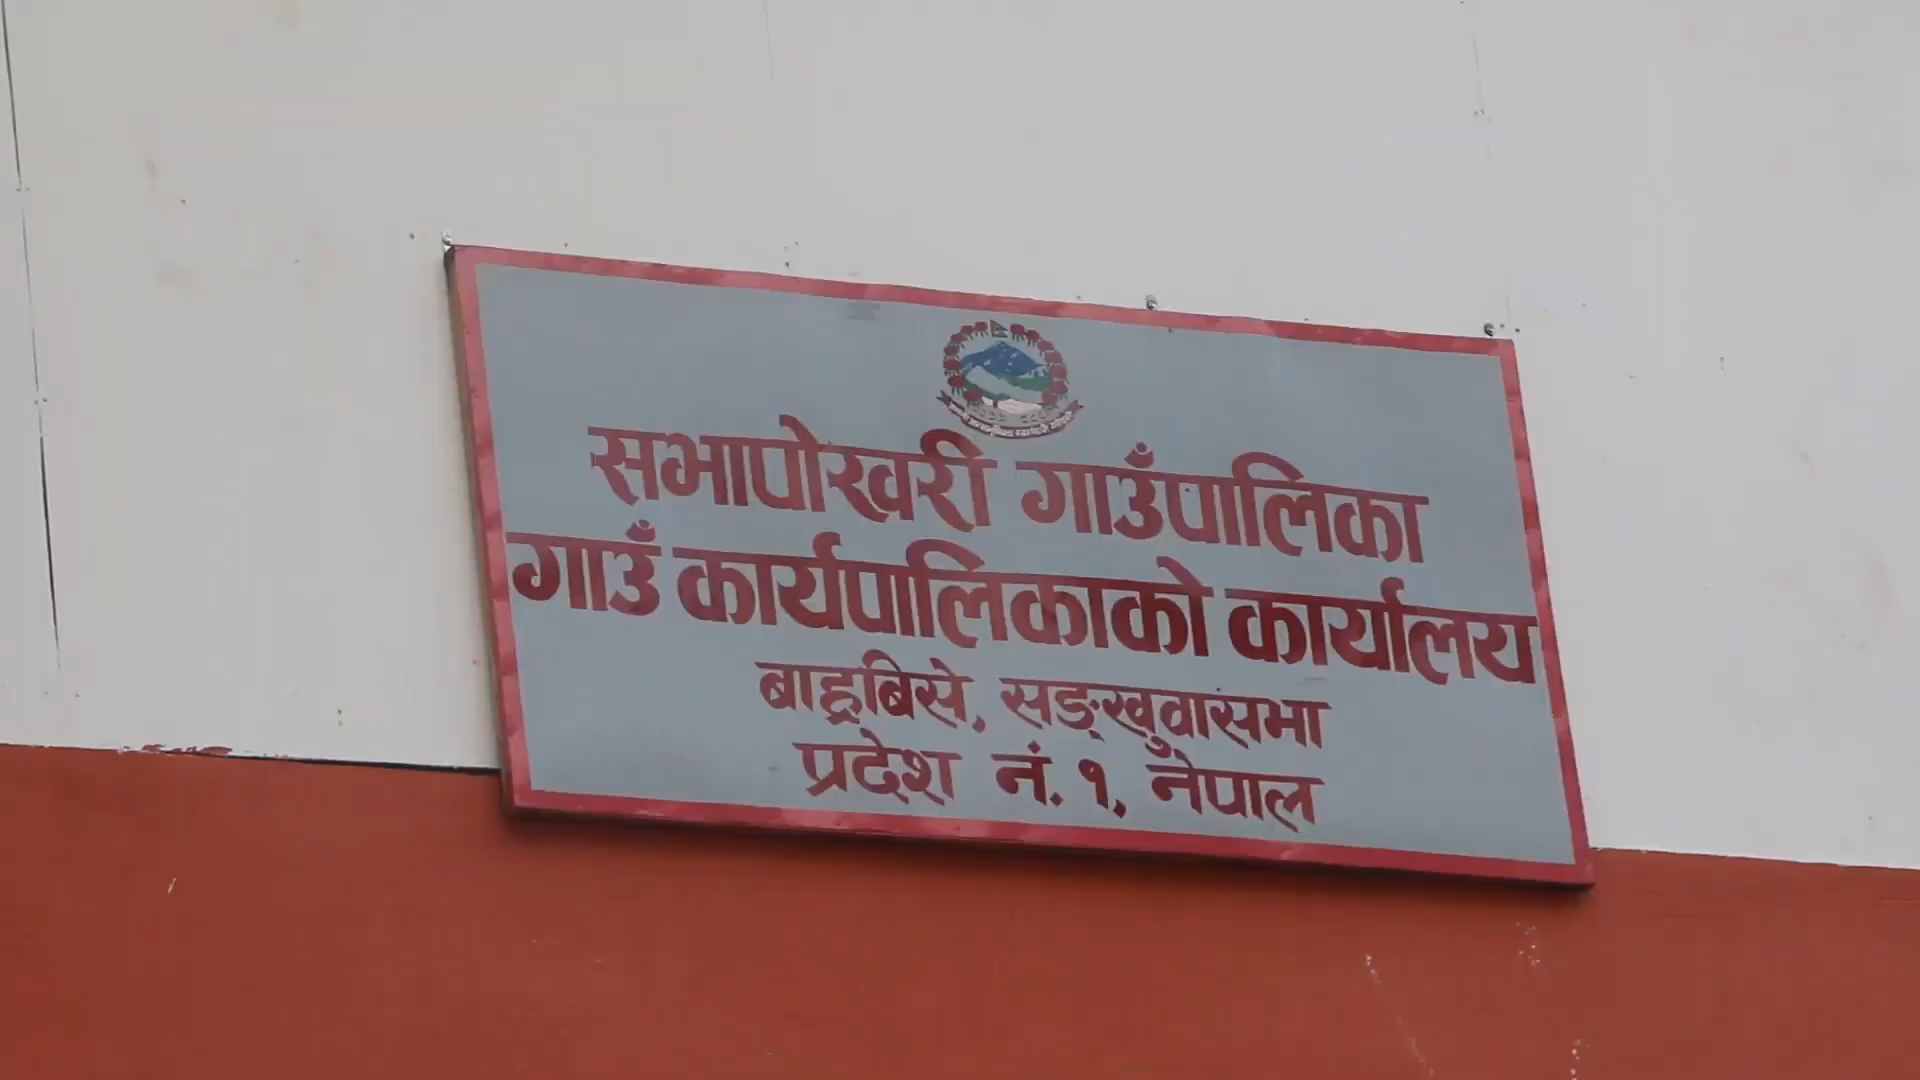 सभापोखरी गाउँपालिका
गाउँ कार्यपालिकाको कार्यालय
बाह्रबिसे, सङ्खुवासभा
प्रदेश नं. १, नेपाल